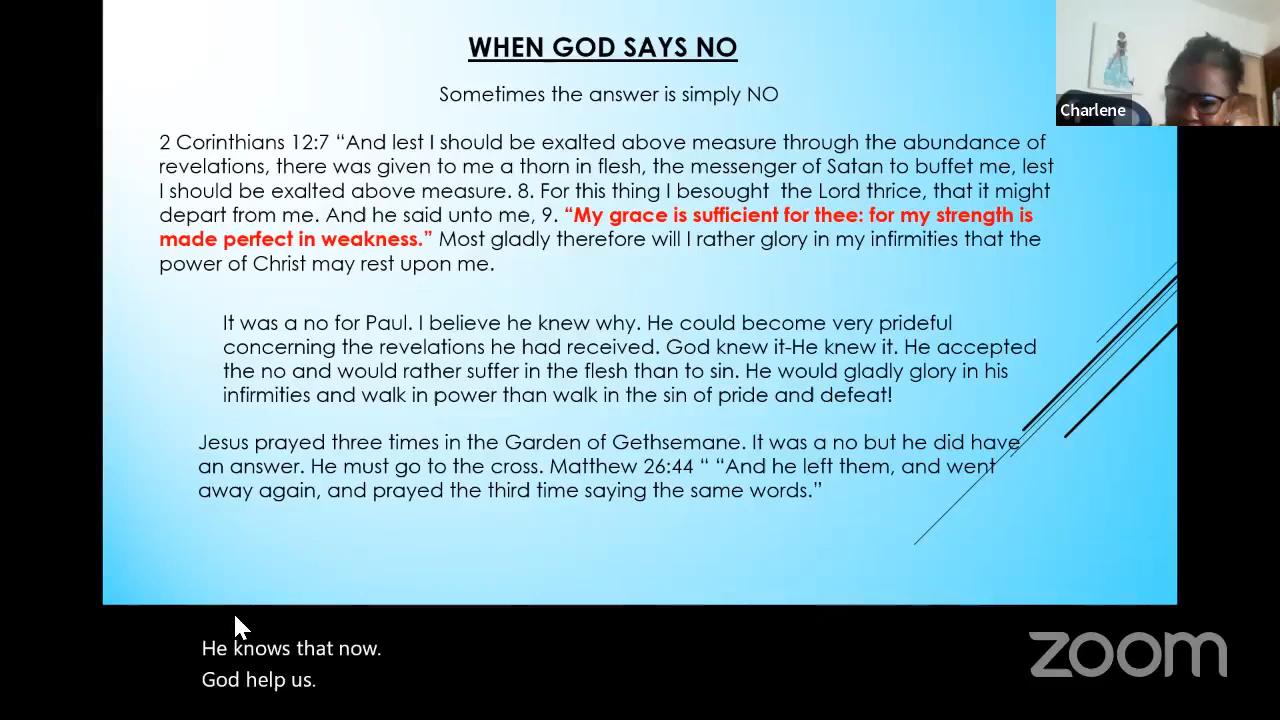 WHEN GOD SAYS NO
Sometimes the answer is simply NO
Charlene
2 Corinthians 12:7 “And lest I should be exalted above measure through the abundance of
revelations, there was given to me a thorn in flesh, the messenger of Satan to buffet me, lest
I should be exalted above measure. 8. For this thing I besought  the Lord thrice, that it might
depart from me. And he said unto me, 9. “My grace is sufficient for thee: for my strength is
made perfect in weakness.” Most gladly therefore will I rather glory in my infirmities that the
power of Christ may rest upon me.
It was a no for Paul. I believe he knew why. He could become very prideful
concerning the revelations he had received. God knew it-He knew it. He accepted
the no and would rather suffer in the flesh than to sin. He would gladly glory in his
infirmities and walk in power than walk in the sin of pride and defeat!
Jesus prayed three times in the Garden of Gethsemane. It was a no but he did have
an answer. He must go to the cross. Matthew 26:44 “ “And he left them, and went
away again, and prayed the third time saying the same words.”
He knows that now.
God help us.
zoom